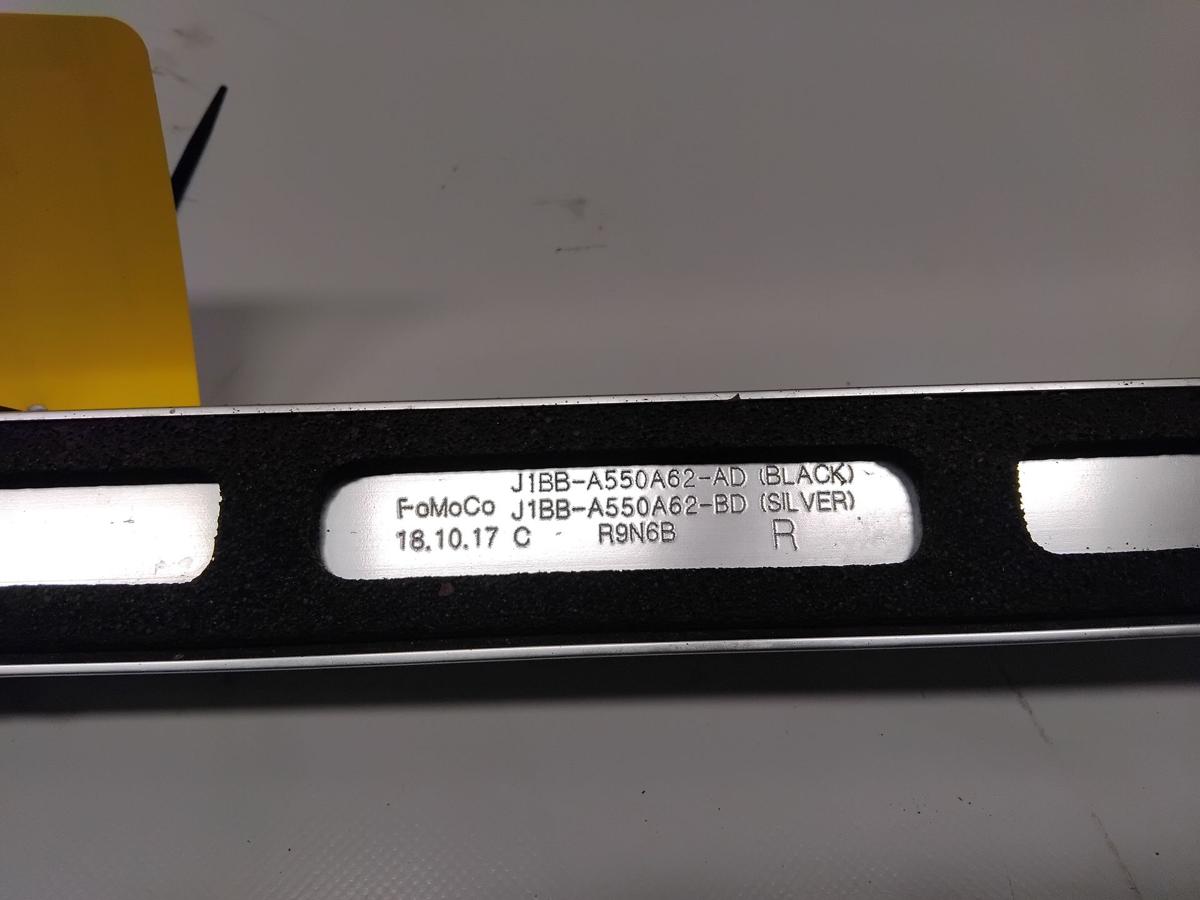 J1BB-A550A62-AD (BLACK)
FoMoCo J1BB-A550A62-BD (SILVER)
18.10.17 C R9N6B R